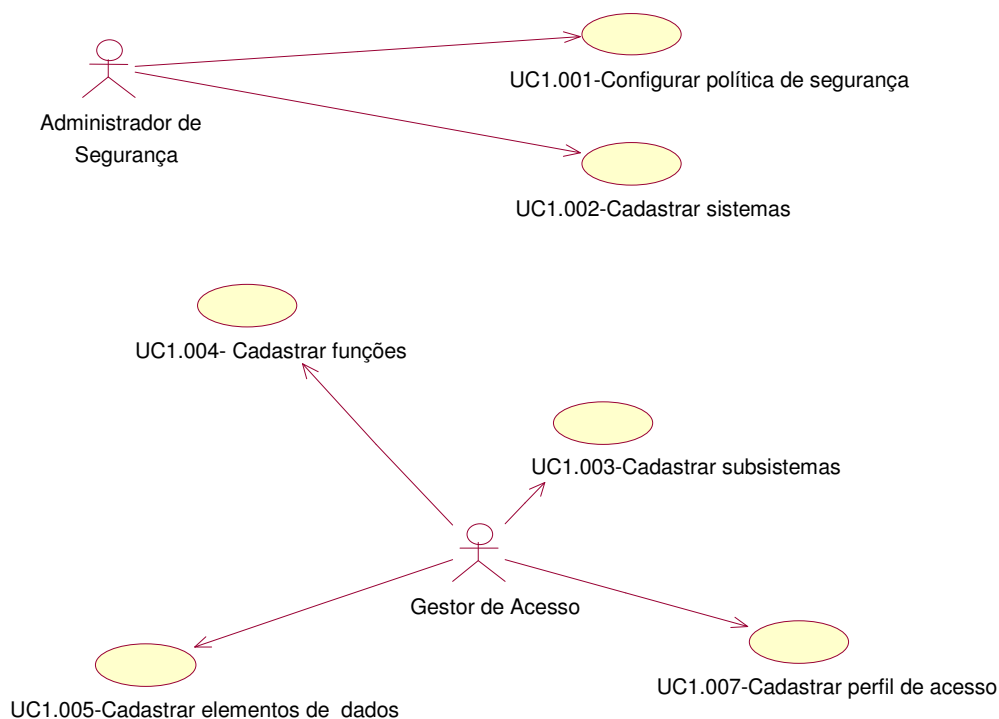 UC1.001-Configurar política de segurança
Administrador de
Segurança
UC1.002-Cadastrar sistemas
UC1.004- Cadastrar funções
UC1.003-Cadastrar subsistemas
Gestor de Acesso
UC1.007-Cadastrar perfil de acesso
UC1.005-Cadastrar elementos de  dados